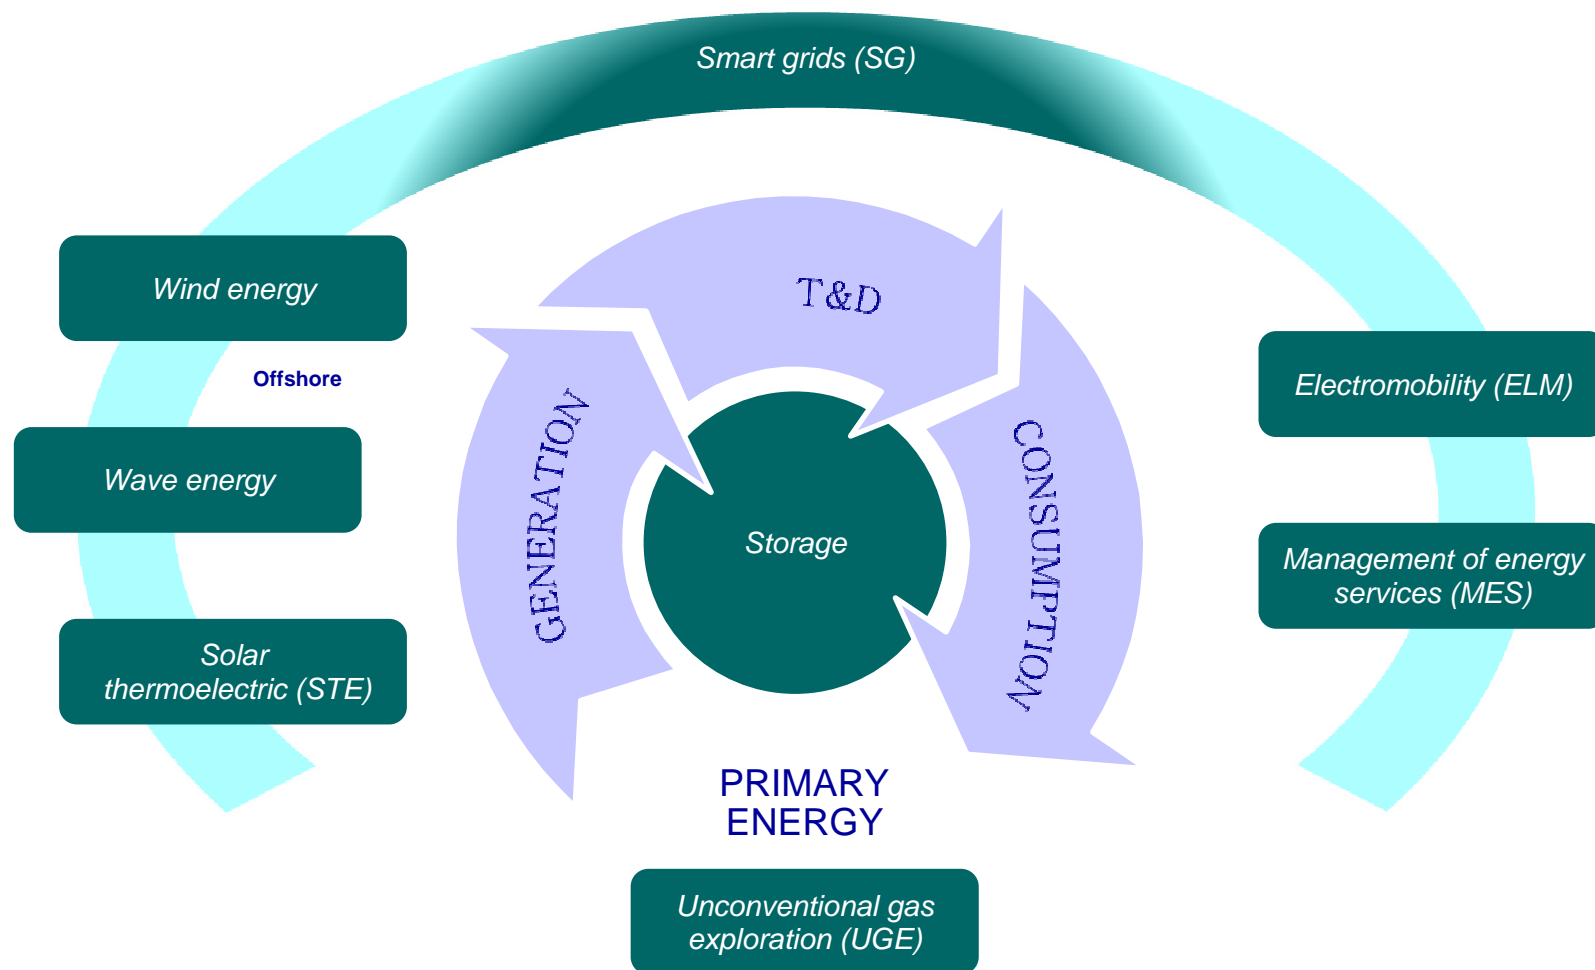 Smart grids (SG)
Wind energy
Offshore
Wave energy
Solar
thermoelectric (STE)
GENERATION
T&D
CONSUMPTION
Storage
Electromobility (ELM)
Management of energy
services (MES)
PRIMARY
ENERGY
Unconventional gas
exploration (UGE)